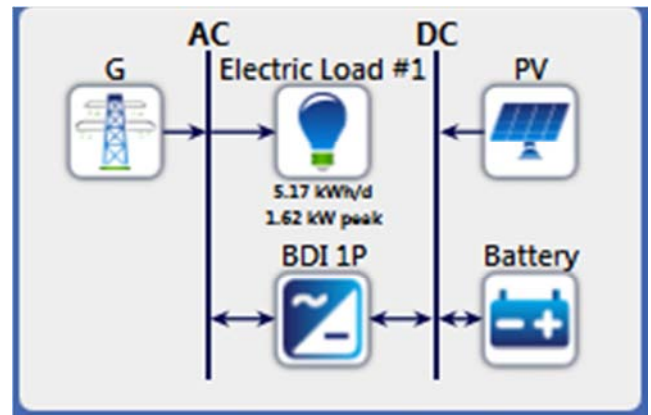 AC
DC
G
Electric Load #1
PV
5.17 kWh/d
1.62 kW peak
BDI 1P
Battery